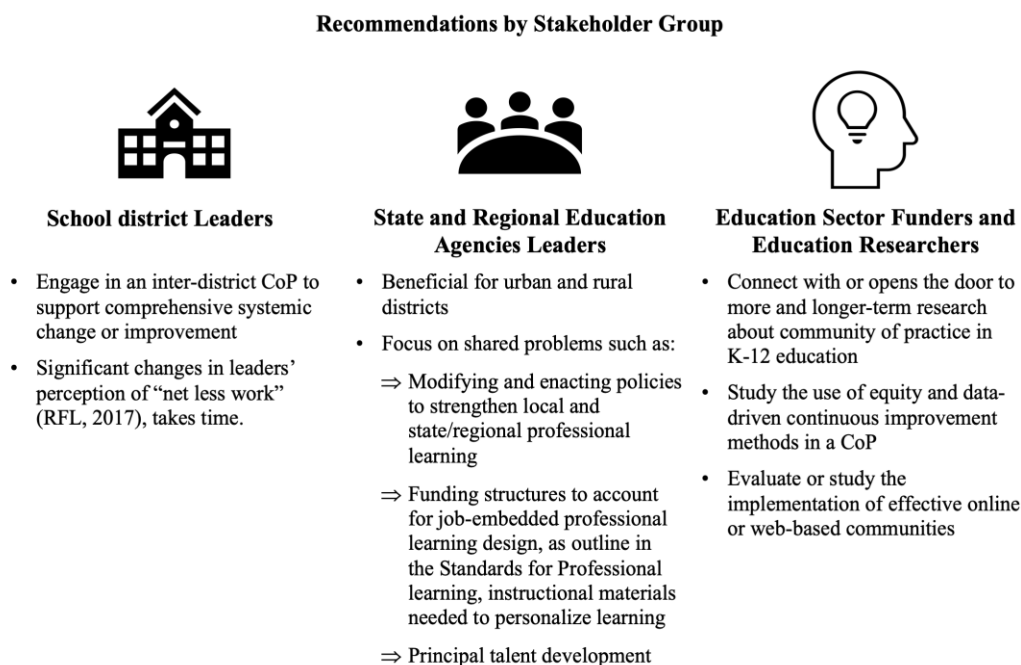 Recommendations by Stakeholder Group
School district Leaders
• Engage in an inter-district CoP to
support comprehensive systemic
change or improvement
• Significant changes in leaders’
perception of “net less work”
(RFL, 2017), takes time.
State and Regional Education
Agencies Leaders
• Beneficial for urban and rural
districts
• Focus on shared problems such as:
⇒ Modifying and enacting policies
to strengthen local and
state/regional professional
learning
⇒ Funding structures to account
for job-embedded professional
learning design, as outline in
the Standards for Professional
learning, instructional materials
needed to personalize learning
⇒ Principal talent development
Education Sector Funders and
Education Researchers
• Connect with or opens the door to
more and longer-term research
about community of practice in
K-12 education
• Study the use of equity and data-
driven continuous improvement
methods in a CoP
• Evaluate or study the
implementation of effective online
or web-based communities